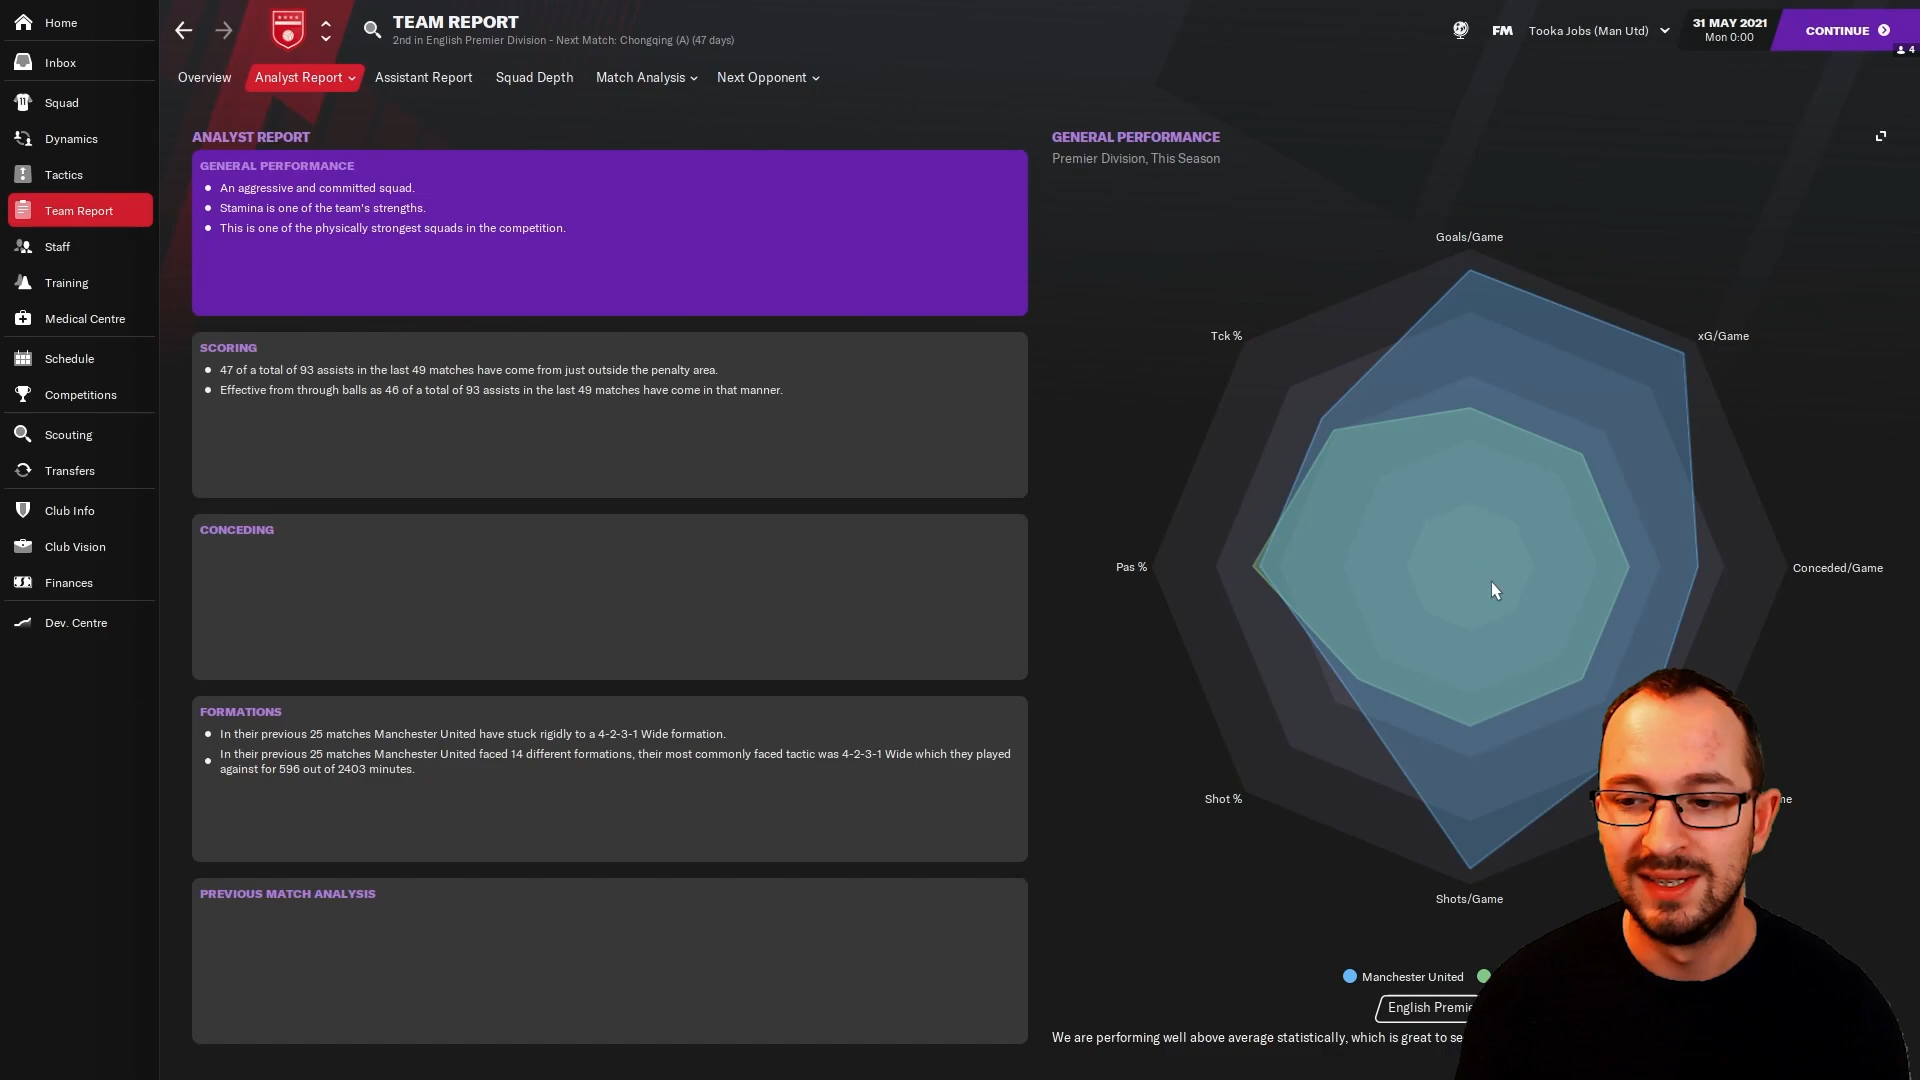 Home
Inbox
Squad
Dynamics
Tactics
Team Report
Staff
Training
Medical Centre
Schedule
Competitions
Scouting
Transfers
Club Info
Club Vision
Finances
Dev. Centre
TEAM REPORT
2nd in English Premier Division - Next Match: Chongqing (A) (47 days)
FM
Tooka Jobs (Man Utd)
31 MAY 2021
Mon 0:00
CONTINUE
4
Overview
Analyst Report
Assistant Report
Squad Depth
Match Analysis
Next Opponent
ANALYST REPORT
GENERAL PERFORMANCE
An aggressive and committed squad.
Stamina is one of the team's strengths.
This is one of the physically strongest squads in the competition.
SCORING
47 of a total of 93 assists in the last 49 matches have come from just outside the penalty area.
Effective from through balls as 46 of a total of 93 assists in the last 49 matches have come in that manner.
CONCEDING
FORMATIONS
In their previous 25 matches Manchester United have stuck rigidly to a 4-2-3-1 Wide formation.
In their previous 25 matches Manchester United faced 14 different formations, their most commonly faced tactic was 4-2-3-1 Wide which they played
against for 596 out of 2403 minutes.
PREVIOUS MATCH ANALYSIS
GENERAL PERFORMANCE
Premier Division, This Season
Goals/Game
Tck %
xG/Game
Pas %
Conceded/Game
Shot %
Shots/Game
Manchester United
English
We are performing well above average statistically, which is great to